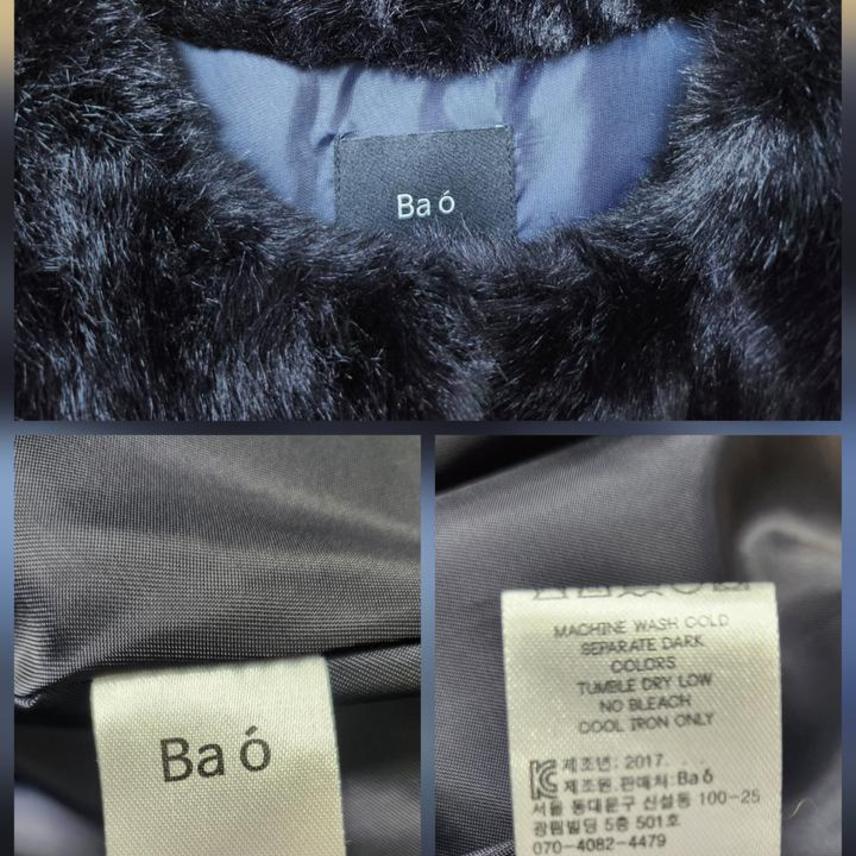 Ba ó
Ba ó
MACHINE WASH COLD
SEPARATE DARK
COLORS
TUMBLE DRY LOW
NO BLEACH
COOL IRON ONLY
제조년: 2017. . .
제조원.판매처: Ba ó
서울 동대문구 신설동 100-25
광림빌딩 5층 501호
070-4082-4479